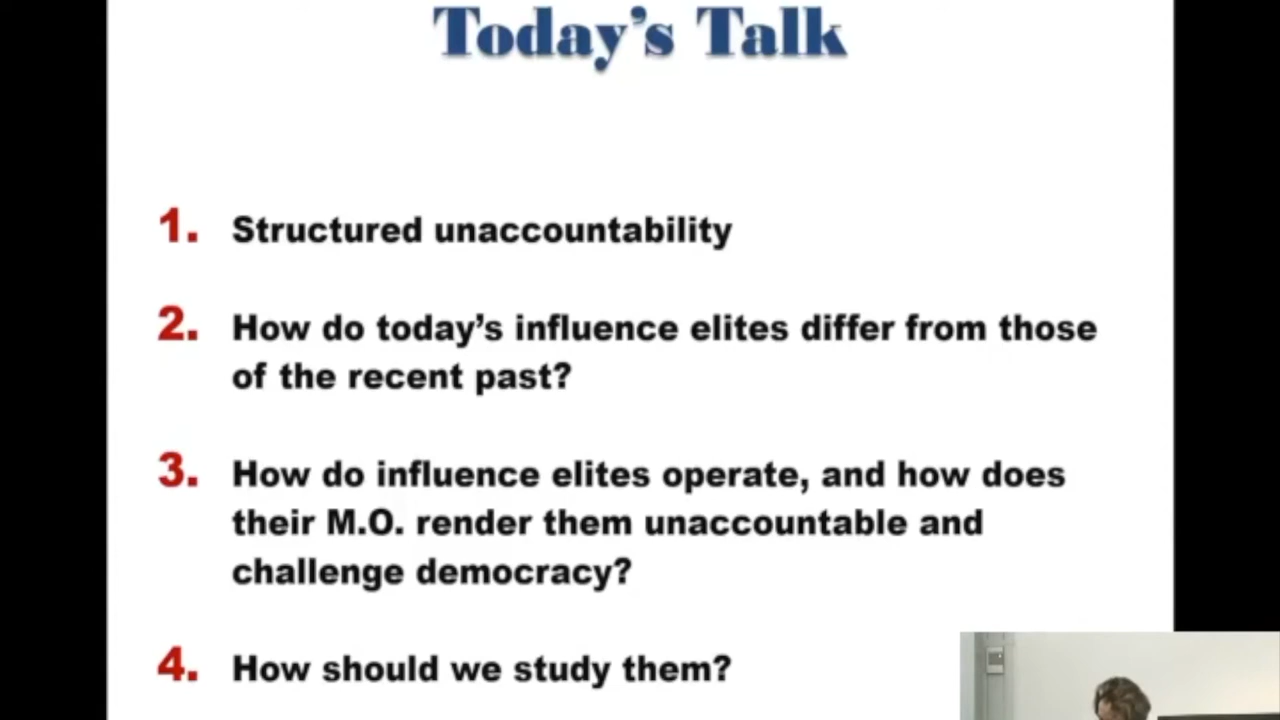 Today’s Talk
1. Structured unaccountability
2. How do today’s influence elites differ from those
of the recent past?
3. How do influence elites operate, and how does
their M.O. render them unaccountable and
challenge democracy?
4. How should we study them?